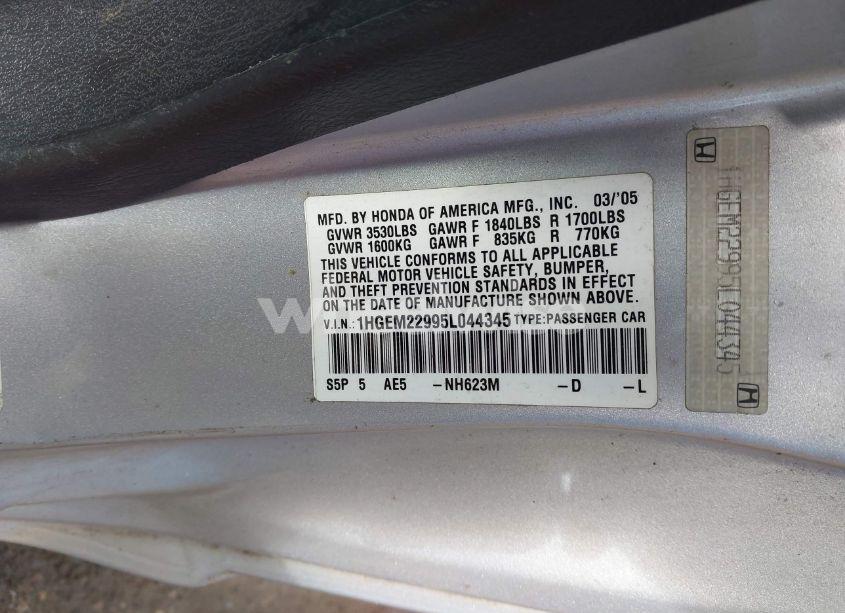 MFD. BY HONDA OF AMERICA MFG., INC. 03/'05
GVWR 3530LBS GAWR F 1840LBS R 1700LBS
GVWR 1600KG GAWR F 835KG R 770KG
THIS VEHICLE CONFORMS TO ALL APPLICABLE
FEDERAL MOTOR VEHICLE SAFETY, BUMPER,
AND THEFT PREVENTION STANDARDS IN EFFECT
ON THE DATE OF MANUFACTURE SHOWN ABOVE.
V.I.N.: 1HGEM22995L044345 TYPE: PASSENGER CAR
S5P 5 AE5 -NH623M -D -L
1HGEM22995L044345